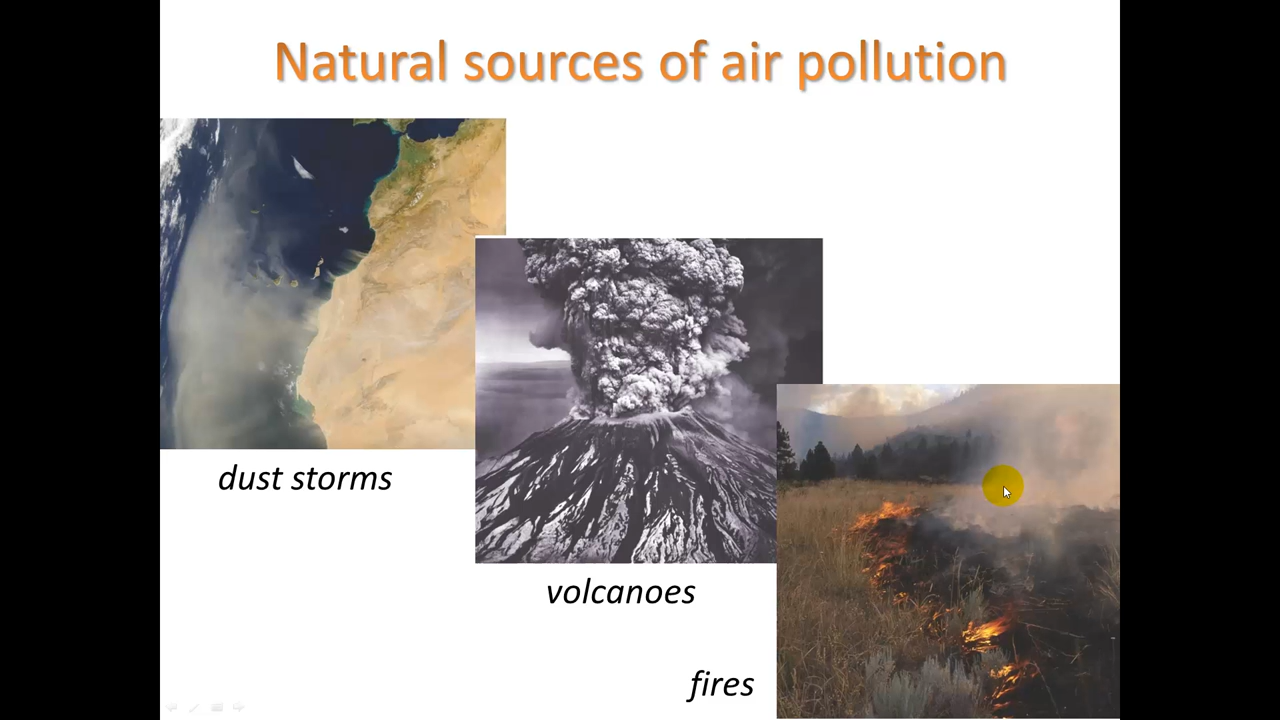 Natural sources of air pollution
dust storms
volcanoes
fires